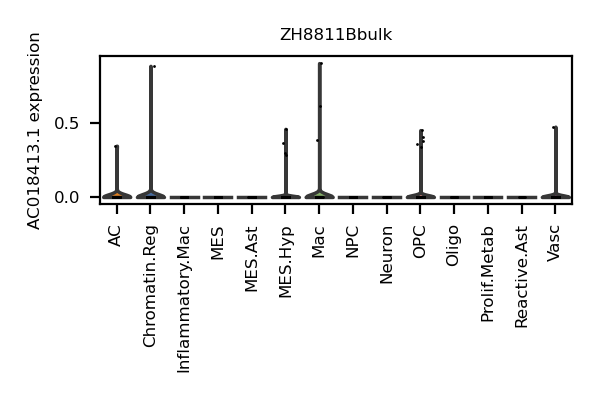 ZH8811Bbulk
AC018413.1 expression
0.5
0.0
AC
Chromatin.Reg
Inflammatory.Mac
MES
MES.Ast
MES.Hyp
Mac
NPC
Neuron
OPC
Oligo
Prolif.Metab
Reactive.Ast
Vasc